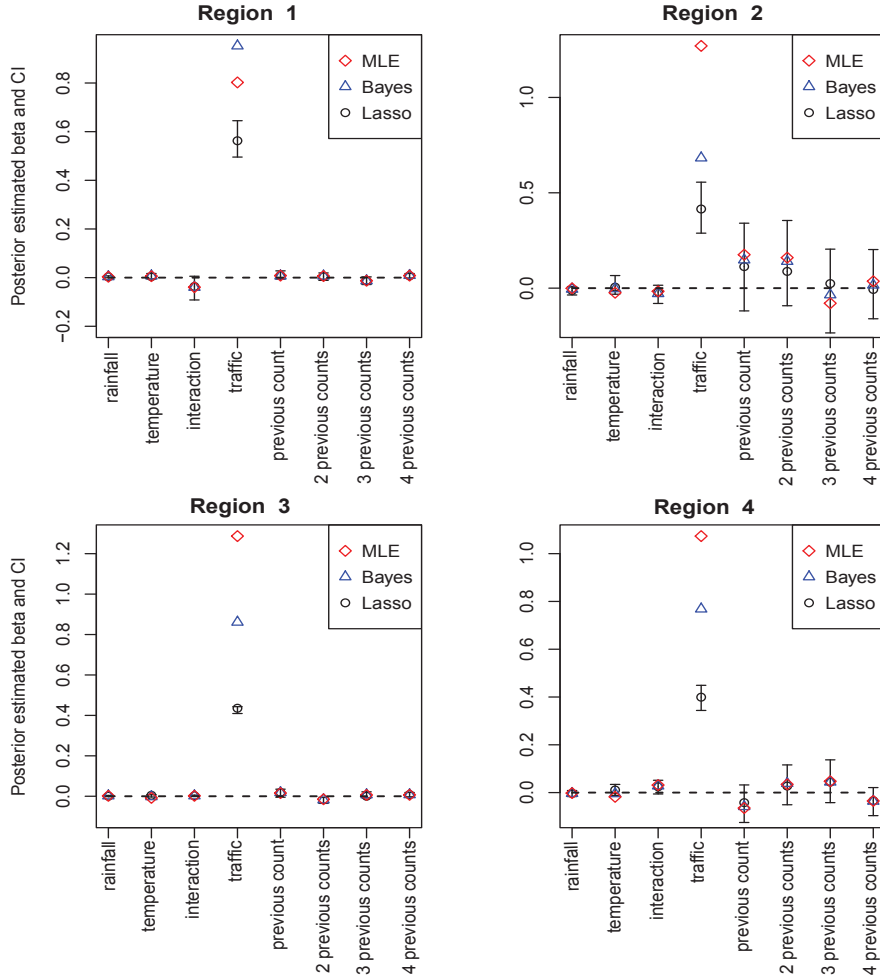 Region 1
Posterior estimated beta and CI
0.8
0.6
0.4
0.2
0.0
−0.2
MLE
Bayes
Lasso
rainfall
temperature
interaction
traffic
previous count
2 previous counts
3 previous counts
4 previous counts
Region 2
1.0
0.5
0.0
MLE
Bayes
Lasso
rainfall
temperature
interaction
traffic
previous count
2 previous counts
3 previous counts
4 previous counts
Region 3
Posterior estimated beta and CI
1.2
1.0
0.8
0.6
0.4
0.2
0.0
MLE
Bayes
Lasso
rainfall
temperature
interaction
traffic
previous count
2 previous counts
3 previous counts
4 previous counts
Region 4
1.0
0.8
0.6
0.4
0.2
0.0
MLE
Bayes
Lasso
rainfall
temperature
interaction
traffic
previous count
2 previous counts
3 previous counts
4 previous counts